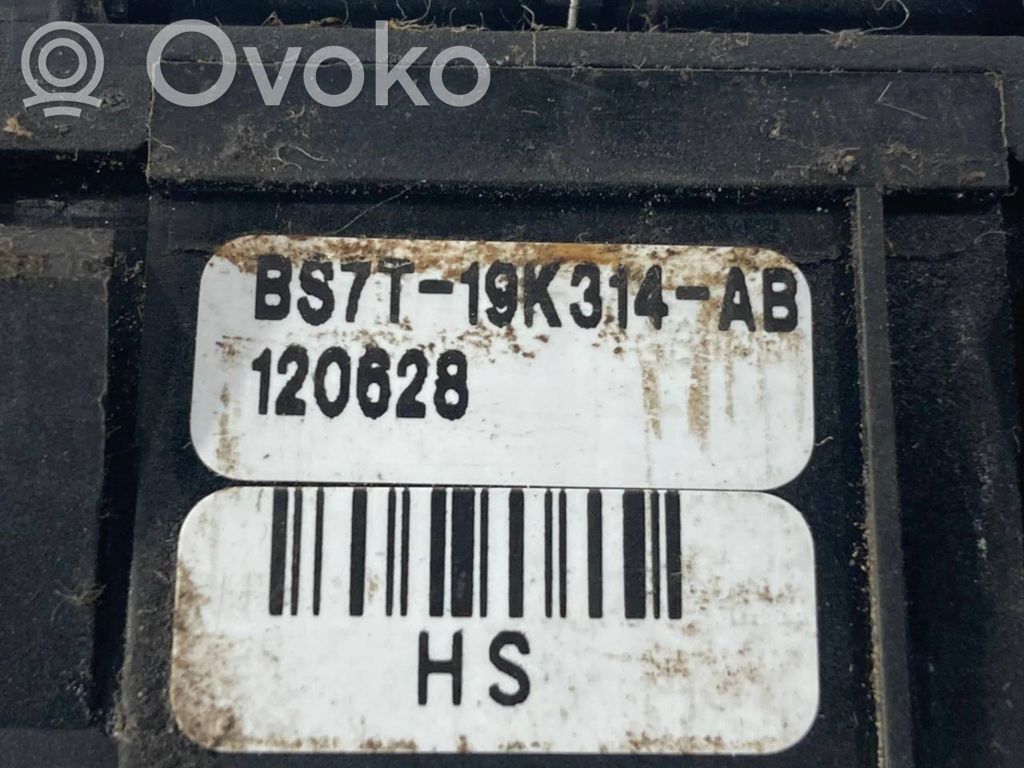 Ovoko
BS7T-19K314-AB
120628
HS